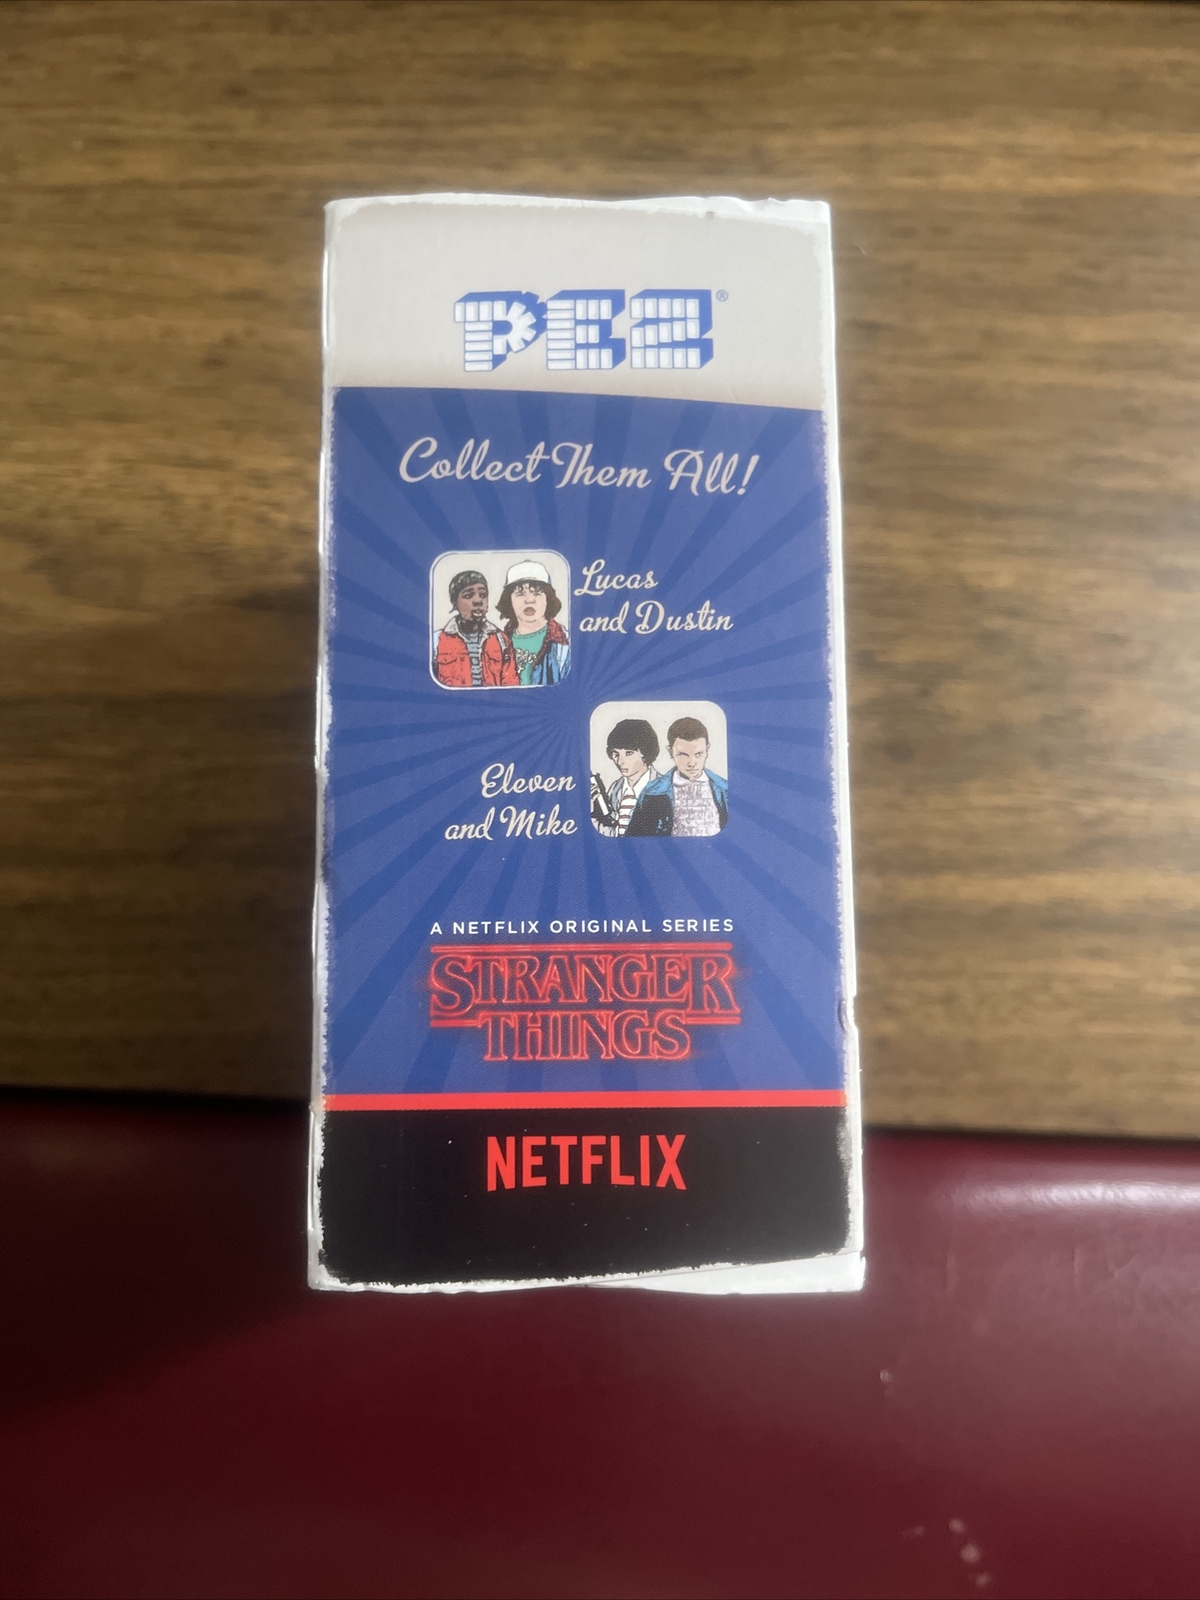 PEZ®
Collect Them All!
Lucas
and Dustin
Eleven
and Mike
A NETFLIX ORIGINAL SERIES
STRANGER
THINGS
NETFLIX